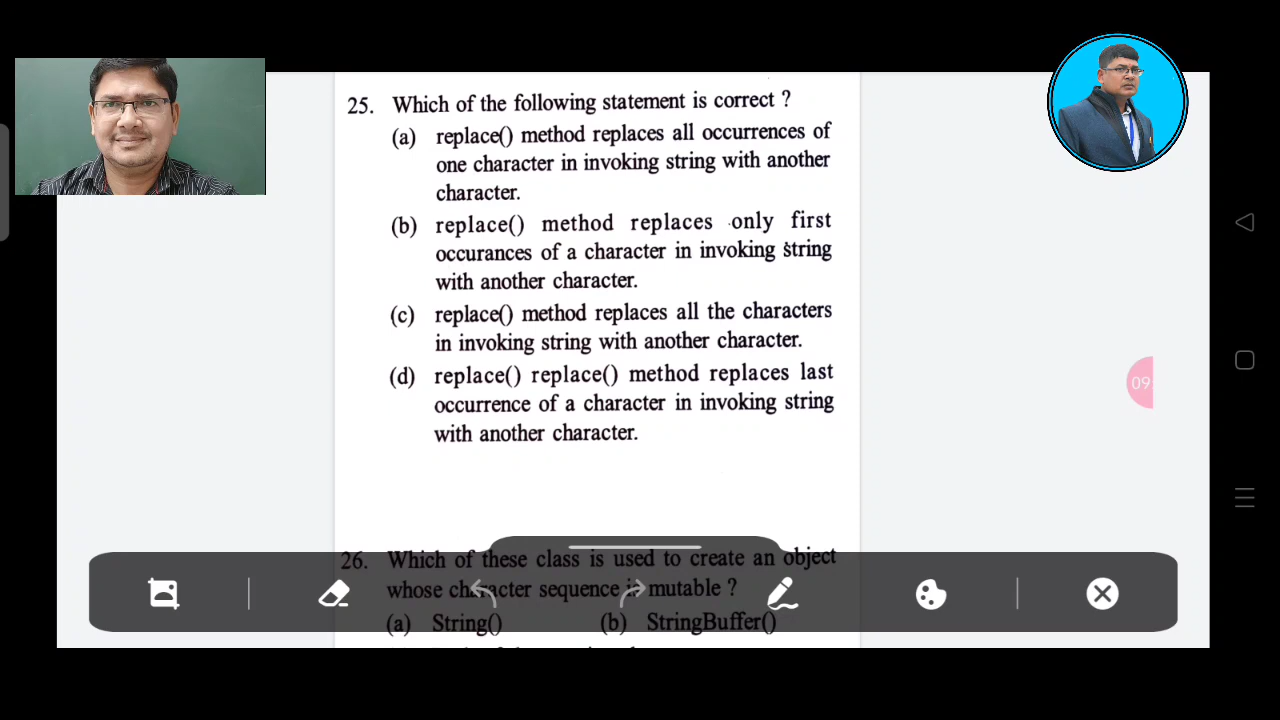 25. Which of the following statement is correct ?
(a) replace() method replaces all occurrences of
one character in invoking string with another
character.
(b) replace() method replaces only first
occurances of a character in invoking string
with another character.
(c) replace() method replaces all the characters
in invoking string with another character.
(d) replace() replace() method replaces last
occurrence of a character in invoking string
with another character.
09
26. Which of these class is used to create an object
whose character sequence is mutable ?
(a) String() (b) StringBuffer()